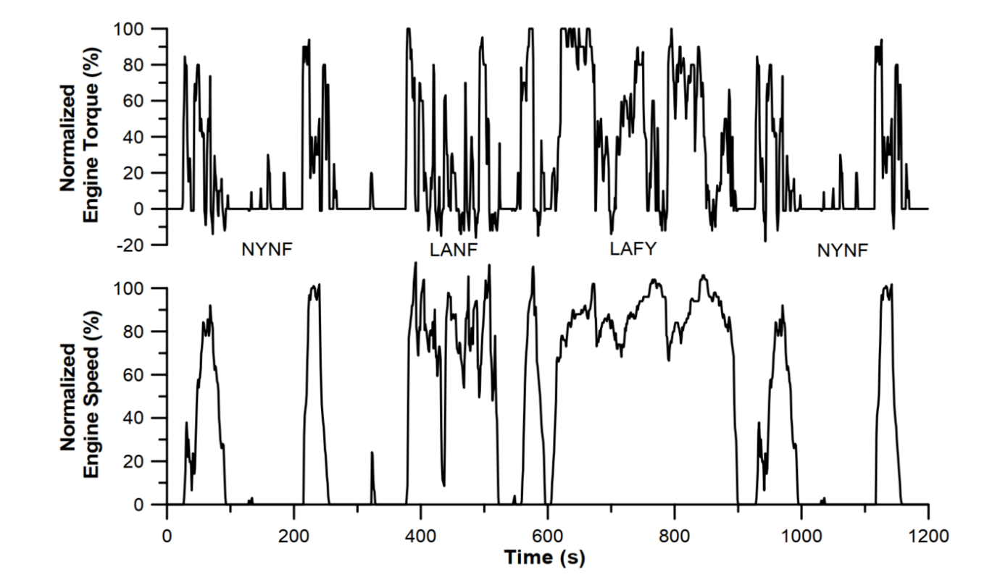 Normalized
Engine Torque (%)
100
80
60
40
20
0
-20
NYNF
LANF
LAFY
NYNF
Normalized
Engine Speed (%)
100
80
60
40
20
0
0
200
400
600
800
1000
1200
Time (s)